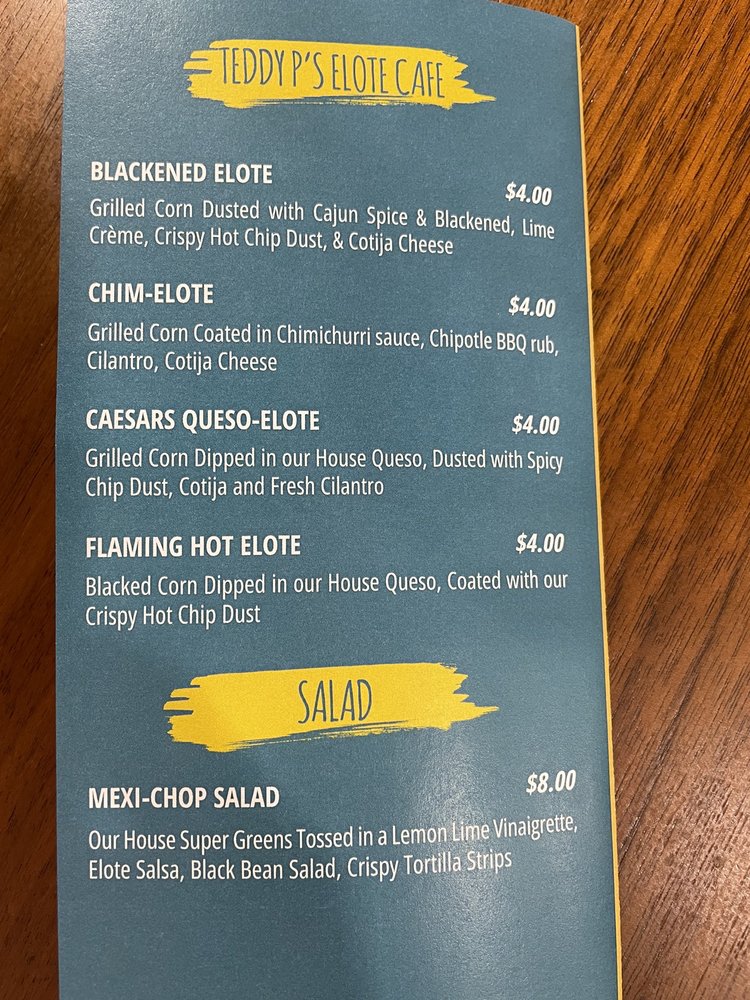 TEDDY P'S ELOTE CAFE
BLACKENED ELOTE
$4.00
Grilled Corn Dusted with Cajun Spice & Blackened, Lime
Crème, Crispy Hot Chip Dust, & Cotija Cheese
CHIM-ELOTE
$4.00
Grilled Corn Coated in Chimichurri sauce, Chipotle BBQ rub,
Cilantro, Cotija Cheese
CAESARS QUESO-ELOTE
$4.00
Grilled Corn Dipped in our House Queso, Dusted with Spicy
Chip Dust, Cotija and Fresh Cilantro
FLAMING HOT ELOTE
$4.00
Blacked Corn Dipped in our House Queso, Coated with our
Crispy Hot Chip Dust
SALAD
MEXI-CHOP SALAD
$8.00
Our House Super Greens Tossed in a Lemon Lime Vinaigrette,
Elote Salsa, Black Bean Salad, Crispy Tortilla Strips